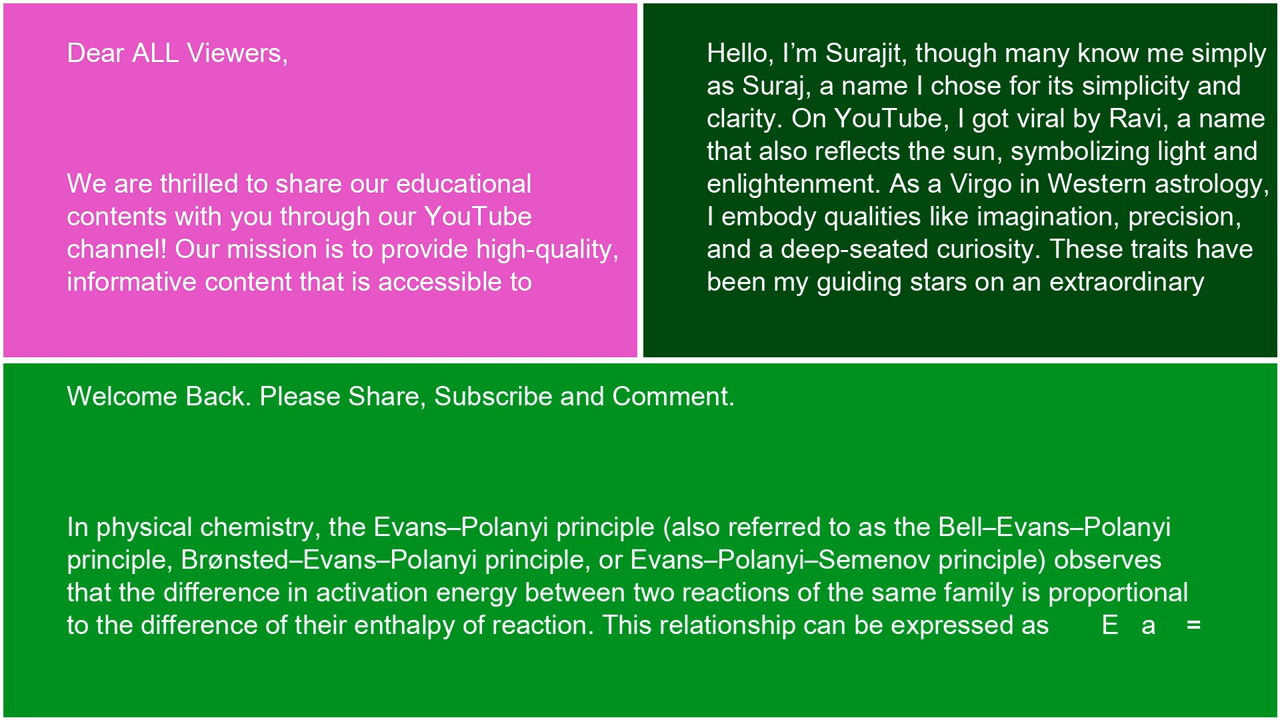 Dear ALL Viewers,
We are thrilled to share our educational
contents with you through our YouTube
channel! Our mission is to provide high-quality,
informative content that is accessible to
Hello, I’m Surajit, though many know me simply
as Suraj, a name I chose for its simplicity and
clarity. On YouTube, I got viral by Ravi, a name
that also reflects the sun, symbolizing light and
enlightenment. As a Virgo in Western astrology,
I embody qualities like imagination, precision,
and a deep-seated curiosity. These traits have
been my guiding stars on an extraordinary
Welcome Back. Please Share, Subscribe and Comment.
In physical chemistry, the Evans–Polanyi principle (also referred to as the Bell–Evans–Polanyi
principle, Brønsted–Evans–Polanyi principle, or Evans–Polanyi–Semenov principle) observes
that the difference in activation energy between two reactions of the same family is proportional
to the difference of their enthalpy of reaction. This relationship can be expressed as E a =